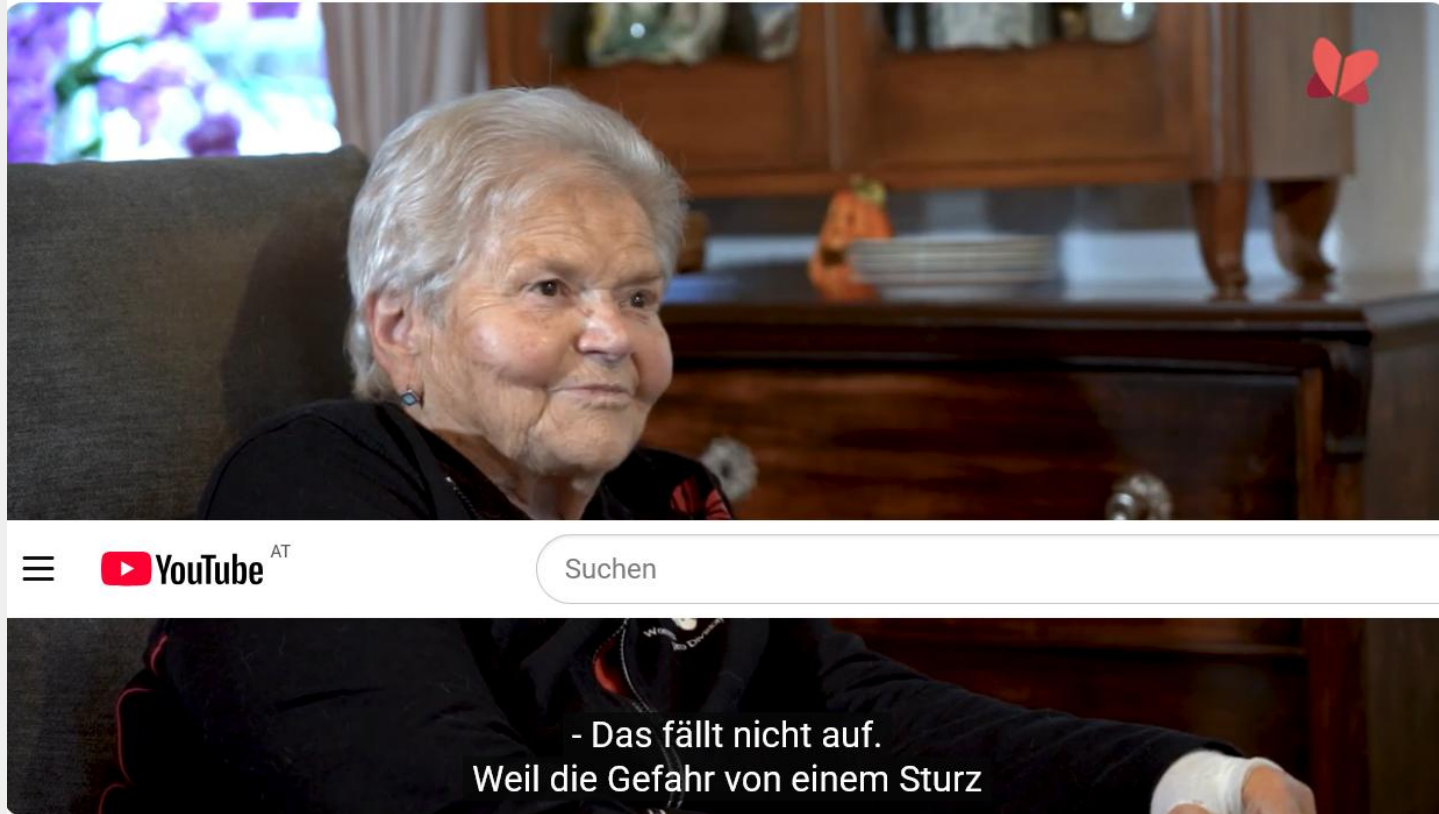 YouTube AT
Suchen
- Das fällt nicht auf.
Weil die Gefahr von einem Sturz